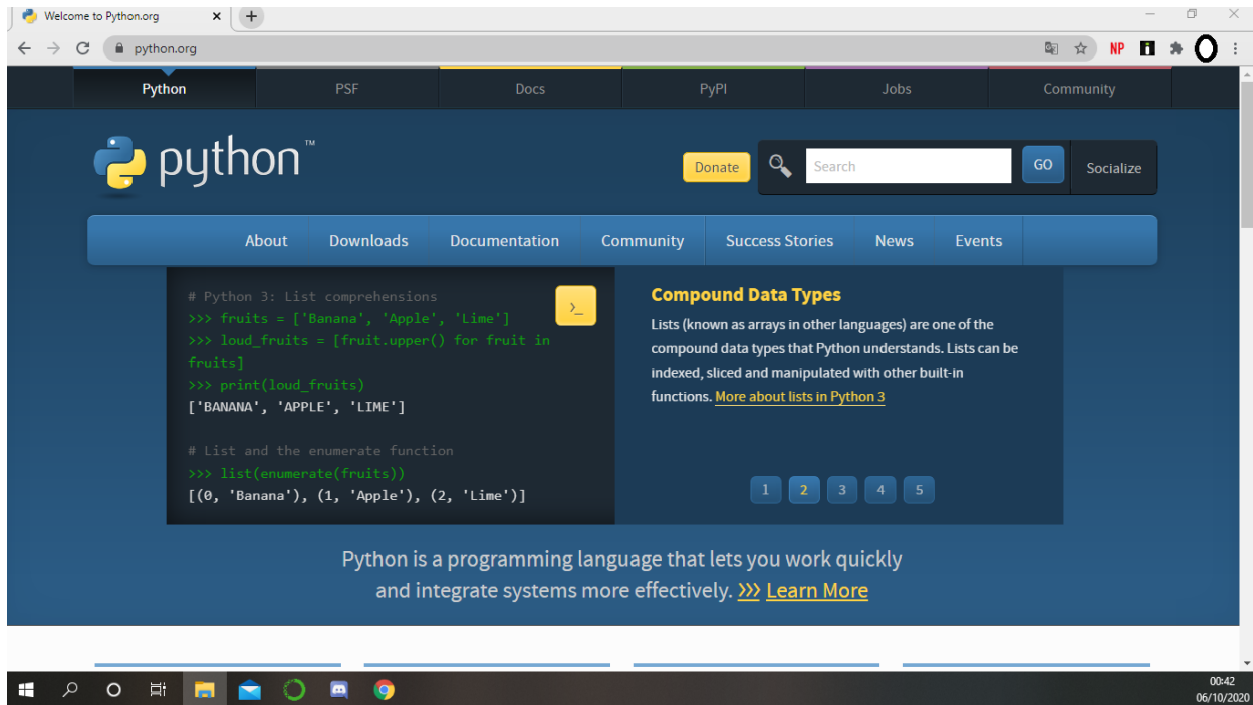 Welcome to Python.org
python.org
NP
Python PSF Docs PyPI Jobs Community
python™
Donate Search GO Socialize
About Downloads Documentation Community Success Stories News Events
# Python 3: List comprehensions
>>> fruits = ['Banana', 'Apple', 'Lime']
>>> loud_fruits = [fruit.upper() for fruit in
fruits]
>>> print(loud_fruits)
['BANANA', 'APPLE', 'LIME']
# List and the enumerate function
>>> list(enumerate(fruits))
[(0, 'Banana'), (1, 'Apple'), (2, 'Lime')]
>_
Compound Data Types
Lists (known as arrays in other languages) are one of the
compound data types that Python understands. Lists can be
indexed, sliced and manipulated with other built-in
functions. More about lists in Python 3
1 2 3 4 5
Python is a programming language that lets you work quickly
and integrate systems more effectively. >>> Learn More
00:42
06/10/2020